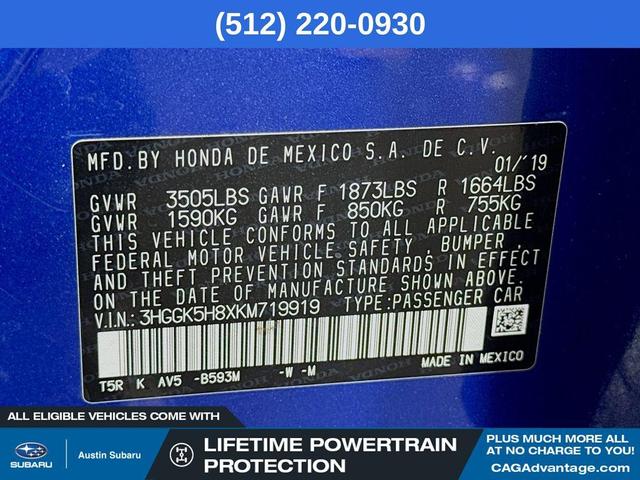 (512) 220-0930
MFD. BY HONDA DE MEXICO S.A. DE C.V.
01/'19
GVWR 3505LBS GAWR F 1873LBS R 1664LBS
GVWR 1590KG GAWR F 850KG R 755KG
THIS VEHICLE CONFORMS TO ALL APPLICABLE
FEDERAL MOTOR VEHICLE SAFETY, BUMPER,
AND THEFT PREVENTION STANDARDS IN EFFECT
ON THE DATE OF MANUFACTURE SHOWN ABOVE.
V.I.N.: 3HGGK5H8XKM719919 TYPE:PASSENGER CAR
T5R K AV5 -B593M -W -M MADE IN MEXICO
ALL ELIGIBLE VEHICLES COME WITH
SUBARU
Austin Subaru
LIFETIME POWERTRAIN
PROTECTION
PLUS MUCH MORE ALL
AT NO CHARGE TO YOU!
CAGAdvantage.com